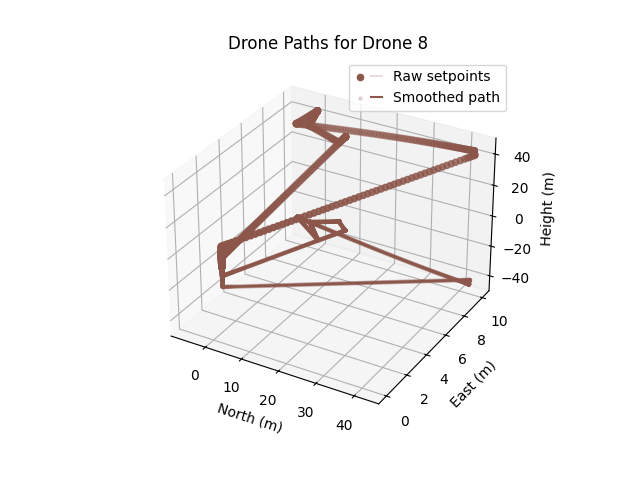 Drone Paths for Drone 8
Raw setpoints
Smoothed path
40
20
0
−20
−40
Height (m)
10
8
6
4
2
0
East (m)
0
10
20
30
40
North (m)